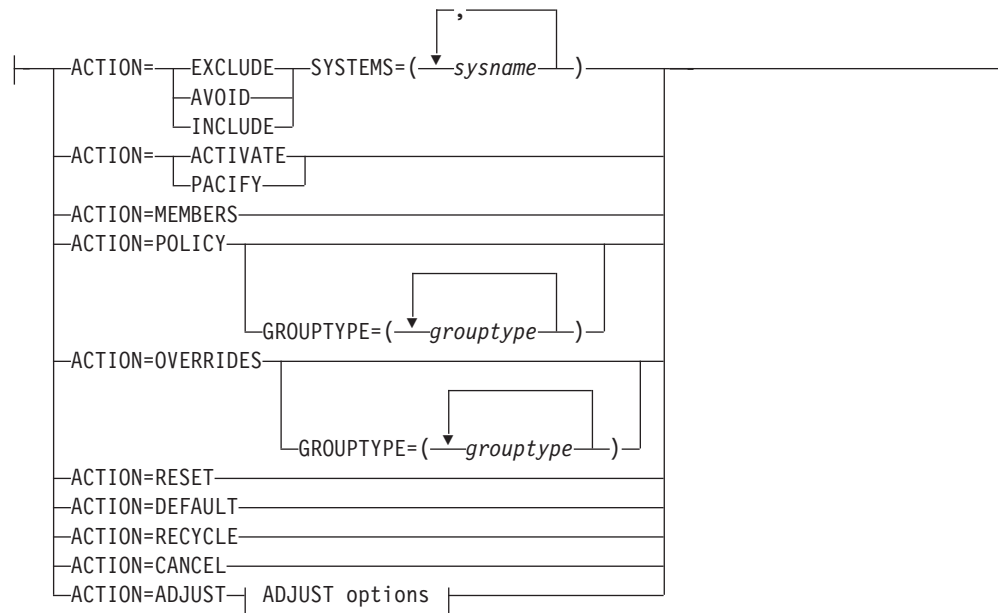 ,
ACTION= EXCLUDE SYSTEMS=( sysname )
AVOID
INCLUDE
ACTION= ACTIVATE
PACIFY
ACTION=MEMBERS
ACTION=POLICY
GROUPTYPE=( grouptype )
ACTION=OVERRIDES
GROUPTYPE=( grouptype )
ACTION=RESET
ACTION=DEFAULT
ACTION=RECYCLE
ACTION=CANCEL
ACTION=ADJUST ADJUST options